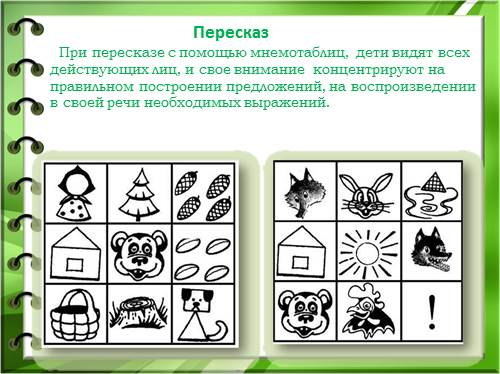 Пересказ
При пересказе с помощью мнемотаблиц, дети видят всех
действующих лиц, и свое внимание концентрируют на
правильном построении предложений, на воспроизведении
в своей речи необходимых выражений.
!